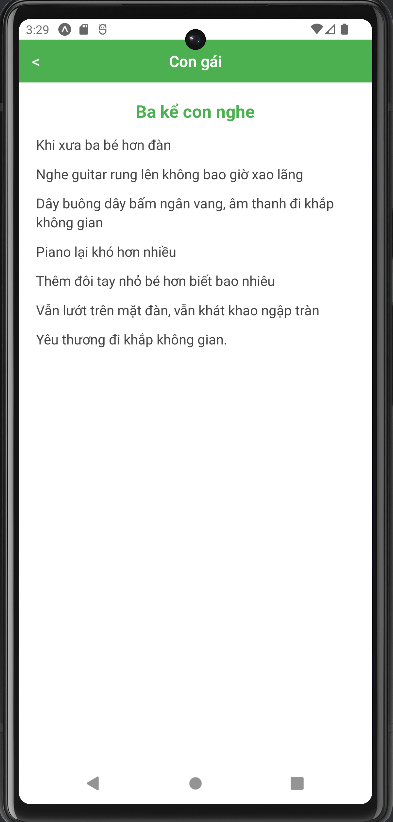 3:29
<
Con gái
Ba kể con nghe
Khi xưa ba bé hơn đàn
Nghe guitar rung lên không bao giờ xao lãng
Dây buông dây bấm ngân vang, âm thanh đi khắp
không gian
Piano lại khó hơn nhiều
Thêm đôi tay nhỏ bé hơn biết bao nhiêu
Vẫn lướt trên mặt đàn, vẫn khát khao ngập tràn
Yêu thương đi khắp không gian.